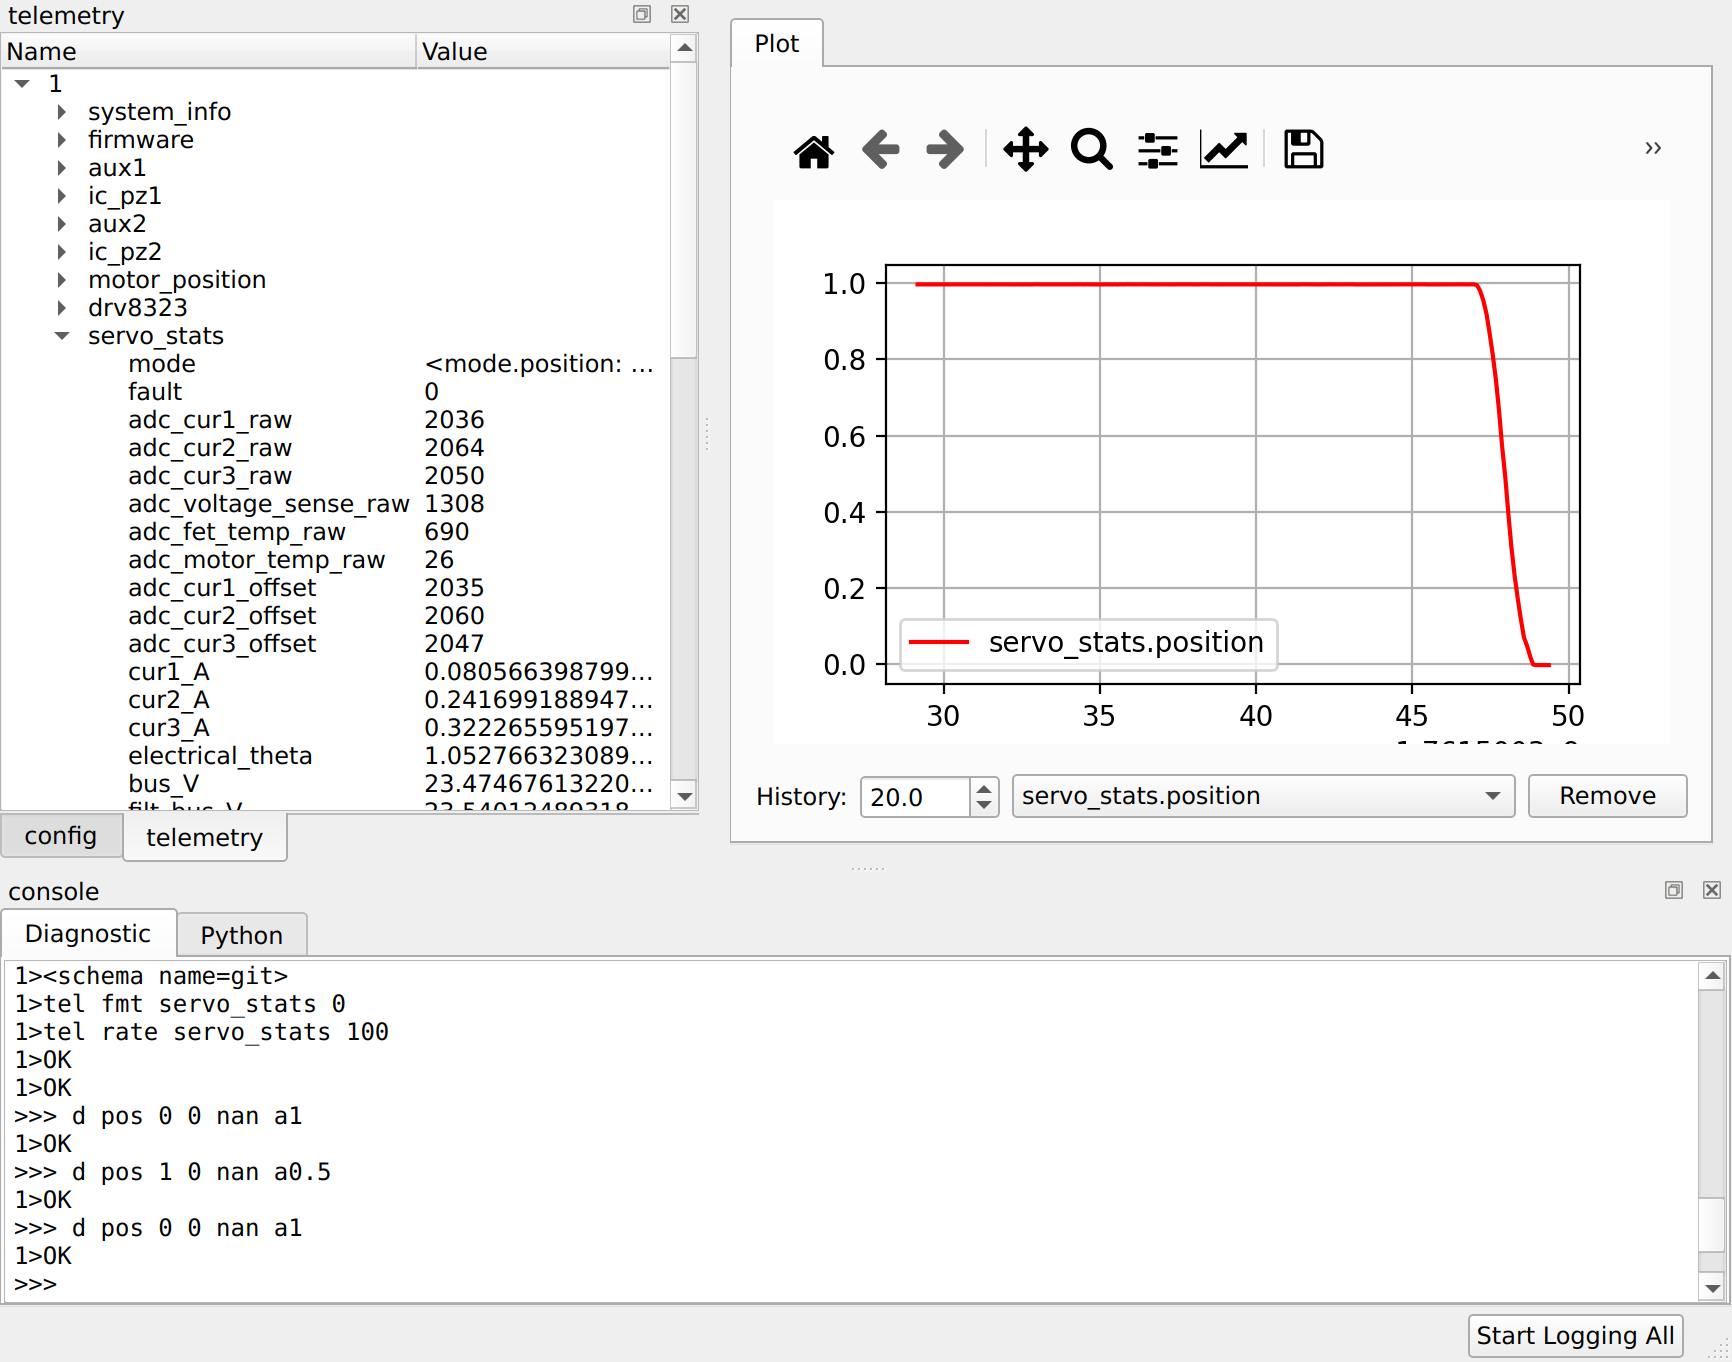 telemetry
Name Value
1
system_info
firmware
aux1
ic_pz1
aux2
ic_pz2
motor_position
drv8323
servo_stats
mode <mode.position: ...
fault 0
adc_cur1_raw 2036
adc_cur2_raw 2064
adc_cur3_raw 2050
adc_voltage_sense_raw 1308
adc_fet_temp_raw 690
adc_motor_temp_raw 26
adc_cur1_offset 2035
adc_cur2_offset 2060
adc_cur3_offset 2047
cur1_A 0.080566398799...
cur2_A 0.241699188947...
cur3_A 0.322265595197...
electrical_theta 1.052766323089...
bus_V 23.47467613220...
filt_bus_V 23.54012489318...
config telemetry
Plot
1.0
0.8
0.6
0.4
0.2
0.0
servo_stats.position
30 35 40 45 50
History: 20.0 servo_stats.position Remove
console
Diagnostic Python
1><schema name=git>
1>tel fmt servo_stats 0
1>tel rate servo_stats 100
1>OK
1>OK
>>> d pos 0 0 nan a1
1>OK
>>> d pos 1 0 nan a0.5
1>OK
>>> d pos 0 0 nan a1
1>OK
>>>
Start Logging All